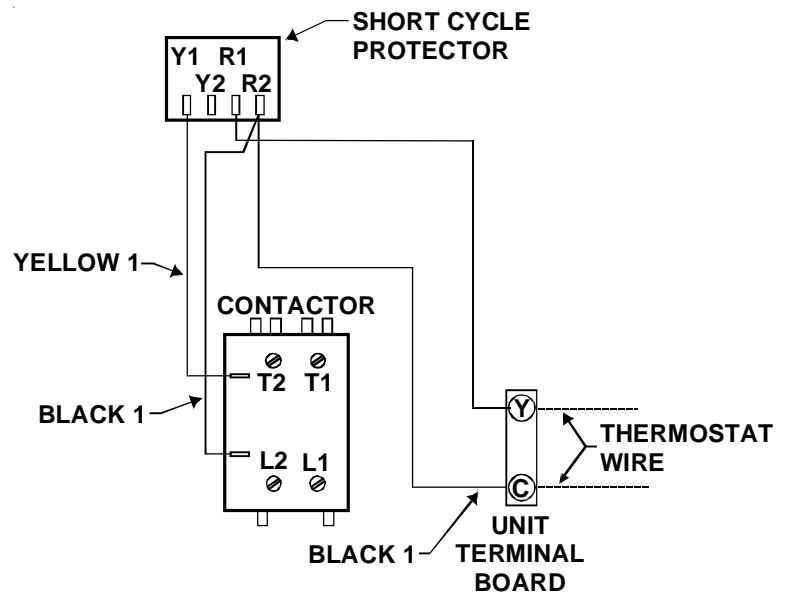 SHORT CYCLE
PROTECTOR
Y1 R1
Y2 R2
YELLOW 1
CONTACTOR
T2 T1
BLACK 1
L2 L1
Y
C
THERMOSTAT
WIRE
BLACK 1
UNIT
TERMINAL
BOARD